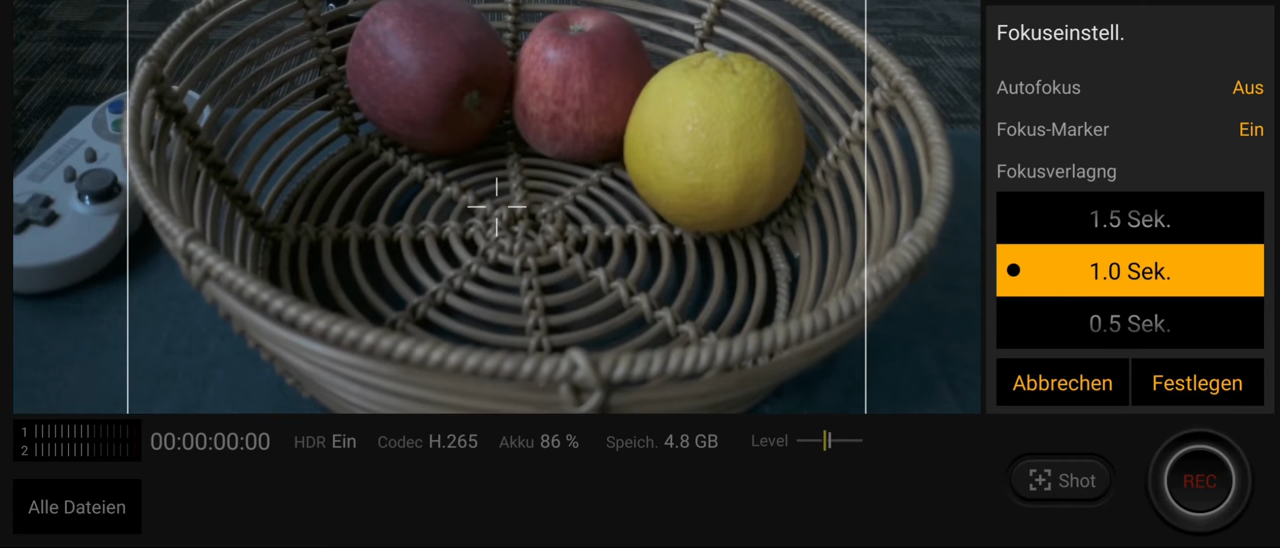 Fokuseinstell.
Autofokus Aus
Fokus-Marker Ein
Fokusverlagng
1.5 Sek.
1.0 Sek.
0.5 Sek.
Abbrechen Festlegen
1
2
00:00:00:00 HDR Ein Codec H.265 Akku 86 % Speich. 4.8 GB Level
Shot
REC
Alle Dateien